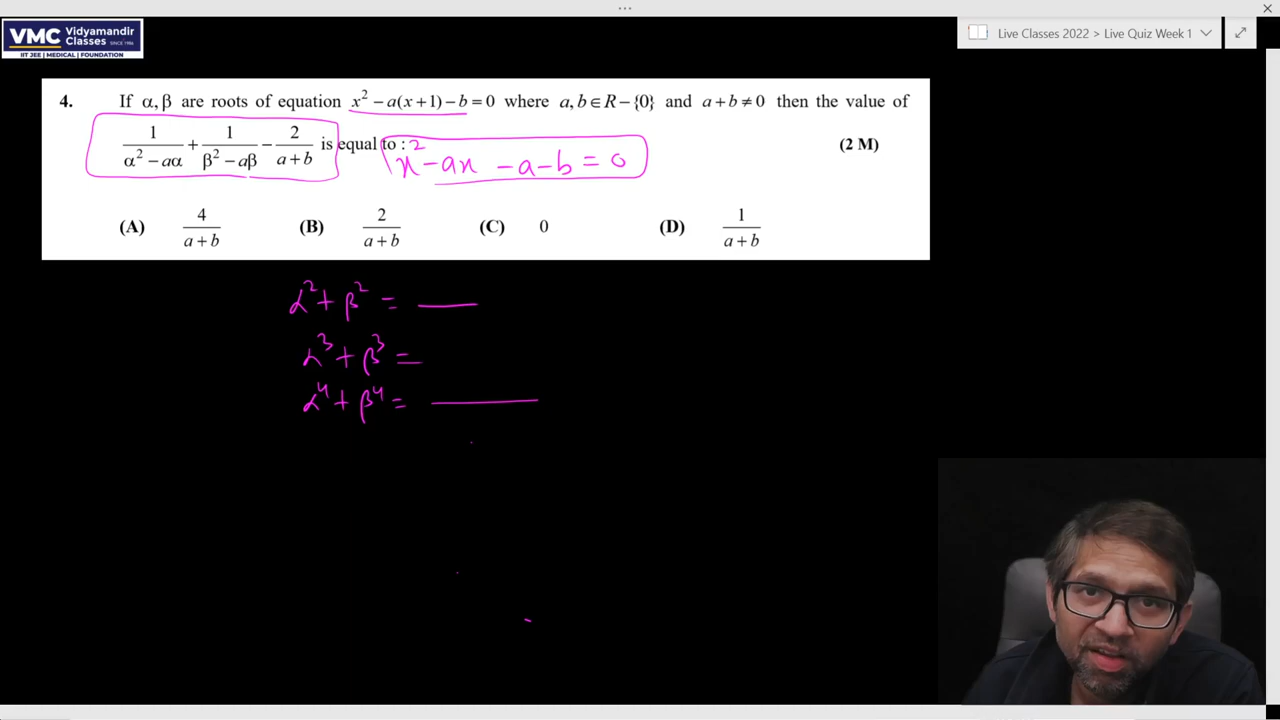 VMC Vidyamandir Classes SINCE 1986
IIT JEE | MEDICAL | FOUNDATION
Live Classes 2022 > Live Quiz Week 1
4. If α, β are roots of equation x² − a(x+1) − b = 0 where a, b ∈ R − {0} and a + b ≠ 0 then the value of
1/(α² − aα) + 1/(β² − aβ) − 2/(a + b) is equal to : (2 M)
x² − ax − a − b = 0
(A) 4/(a + b) (B) 2/(a + b) (C) 0 (D) 1/(a + b)
α² + β² =
α³ + β³ =
α⁴ + β⁴ =